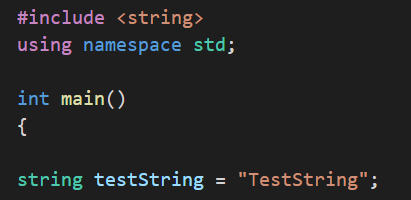 #include <string>
using namespace std;
int main()
{
string testString = "TestString";